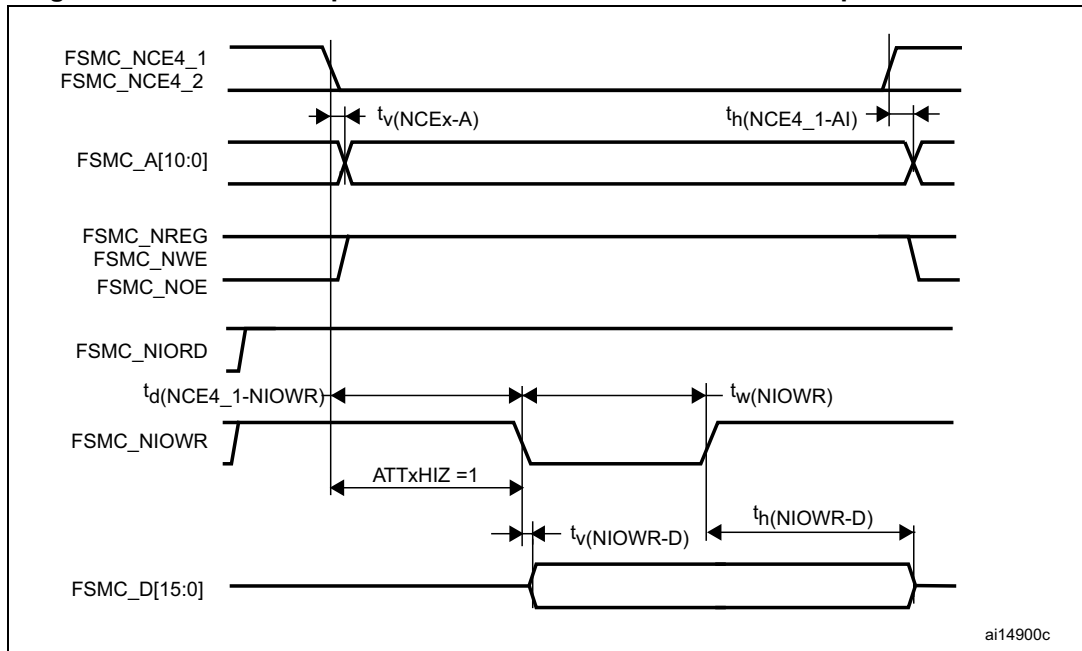 FSMC_NCE4_1
FSMC_NCE4_2
tv(NCEx-A)
th(NCE4_1-AI)
FSMC_A[10:0]
FSMC_NREG
FSMC_NWE
FSMC_NOE
FSMC_NIORD
td(NCE4_1-NIOWR)
tw(NIOWR)
FSMC_NIOWR
ATTxHIZ =1
th(NIOWR-D)
tv(NIOWR-D)
FSMC_D[15:0]
ai14900c